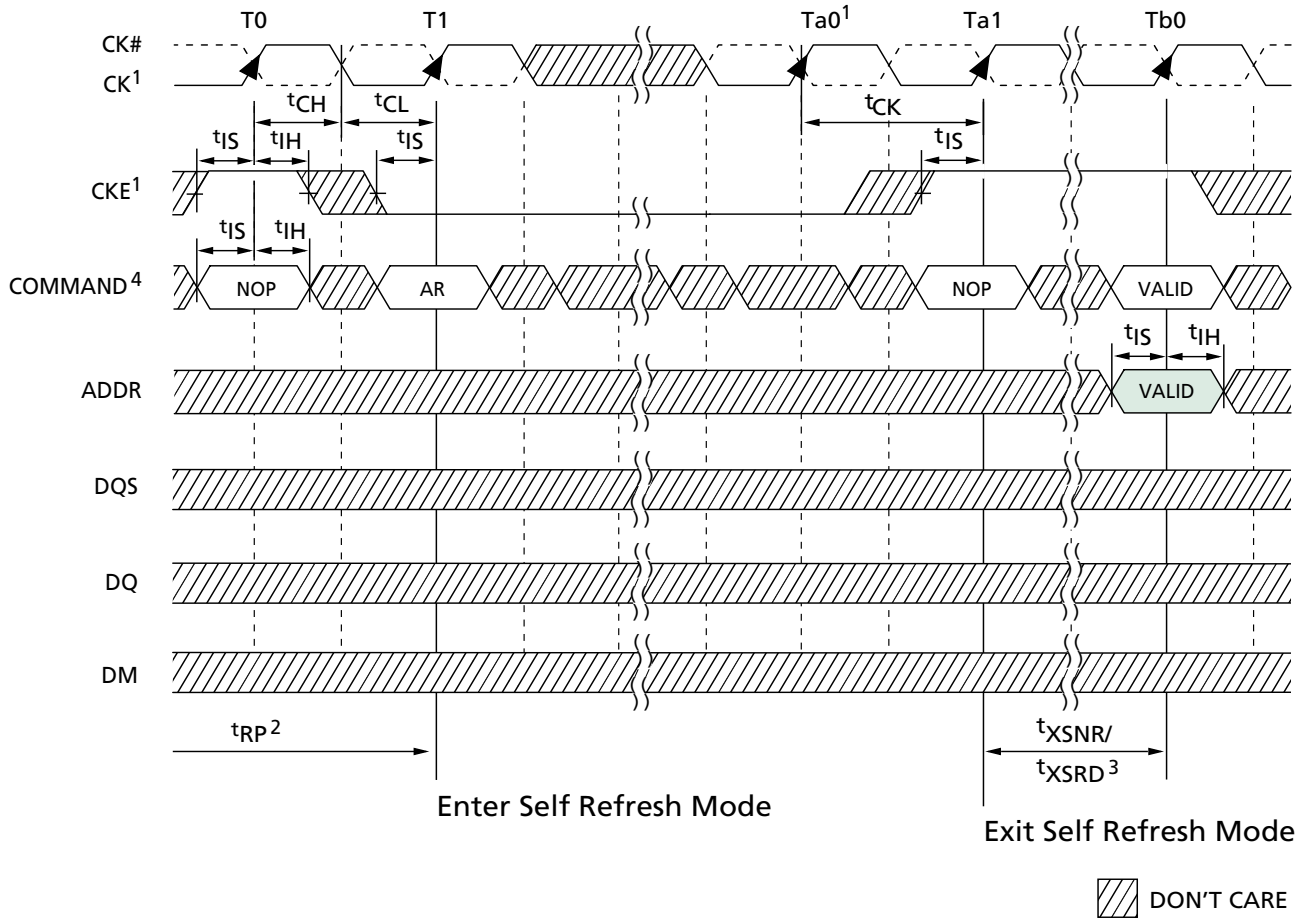 T0 T1 Ta0¹ Ta1 Tb0
CK#
CK¹
tCH tCL tCK
tIS tIH tIS tIS
CKE¹
tIS tIH
COMMAND⁴ NOP AR NOP VALID
tIS tIH
ADDR VALID
DQS
DQ
DM
tRP² tXSNR/
tXSRD³
Enter Self Refresh Mode
Exit Self Refresh Mode
DON'T CARE